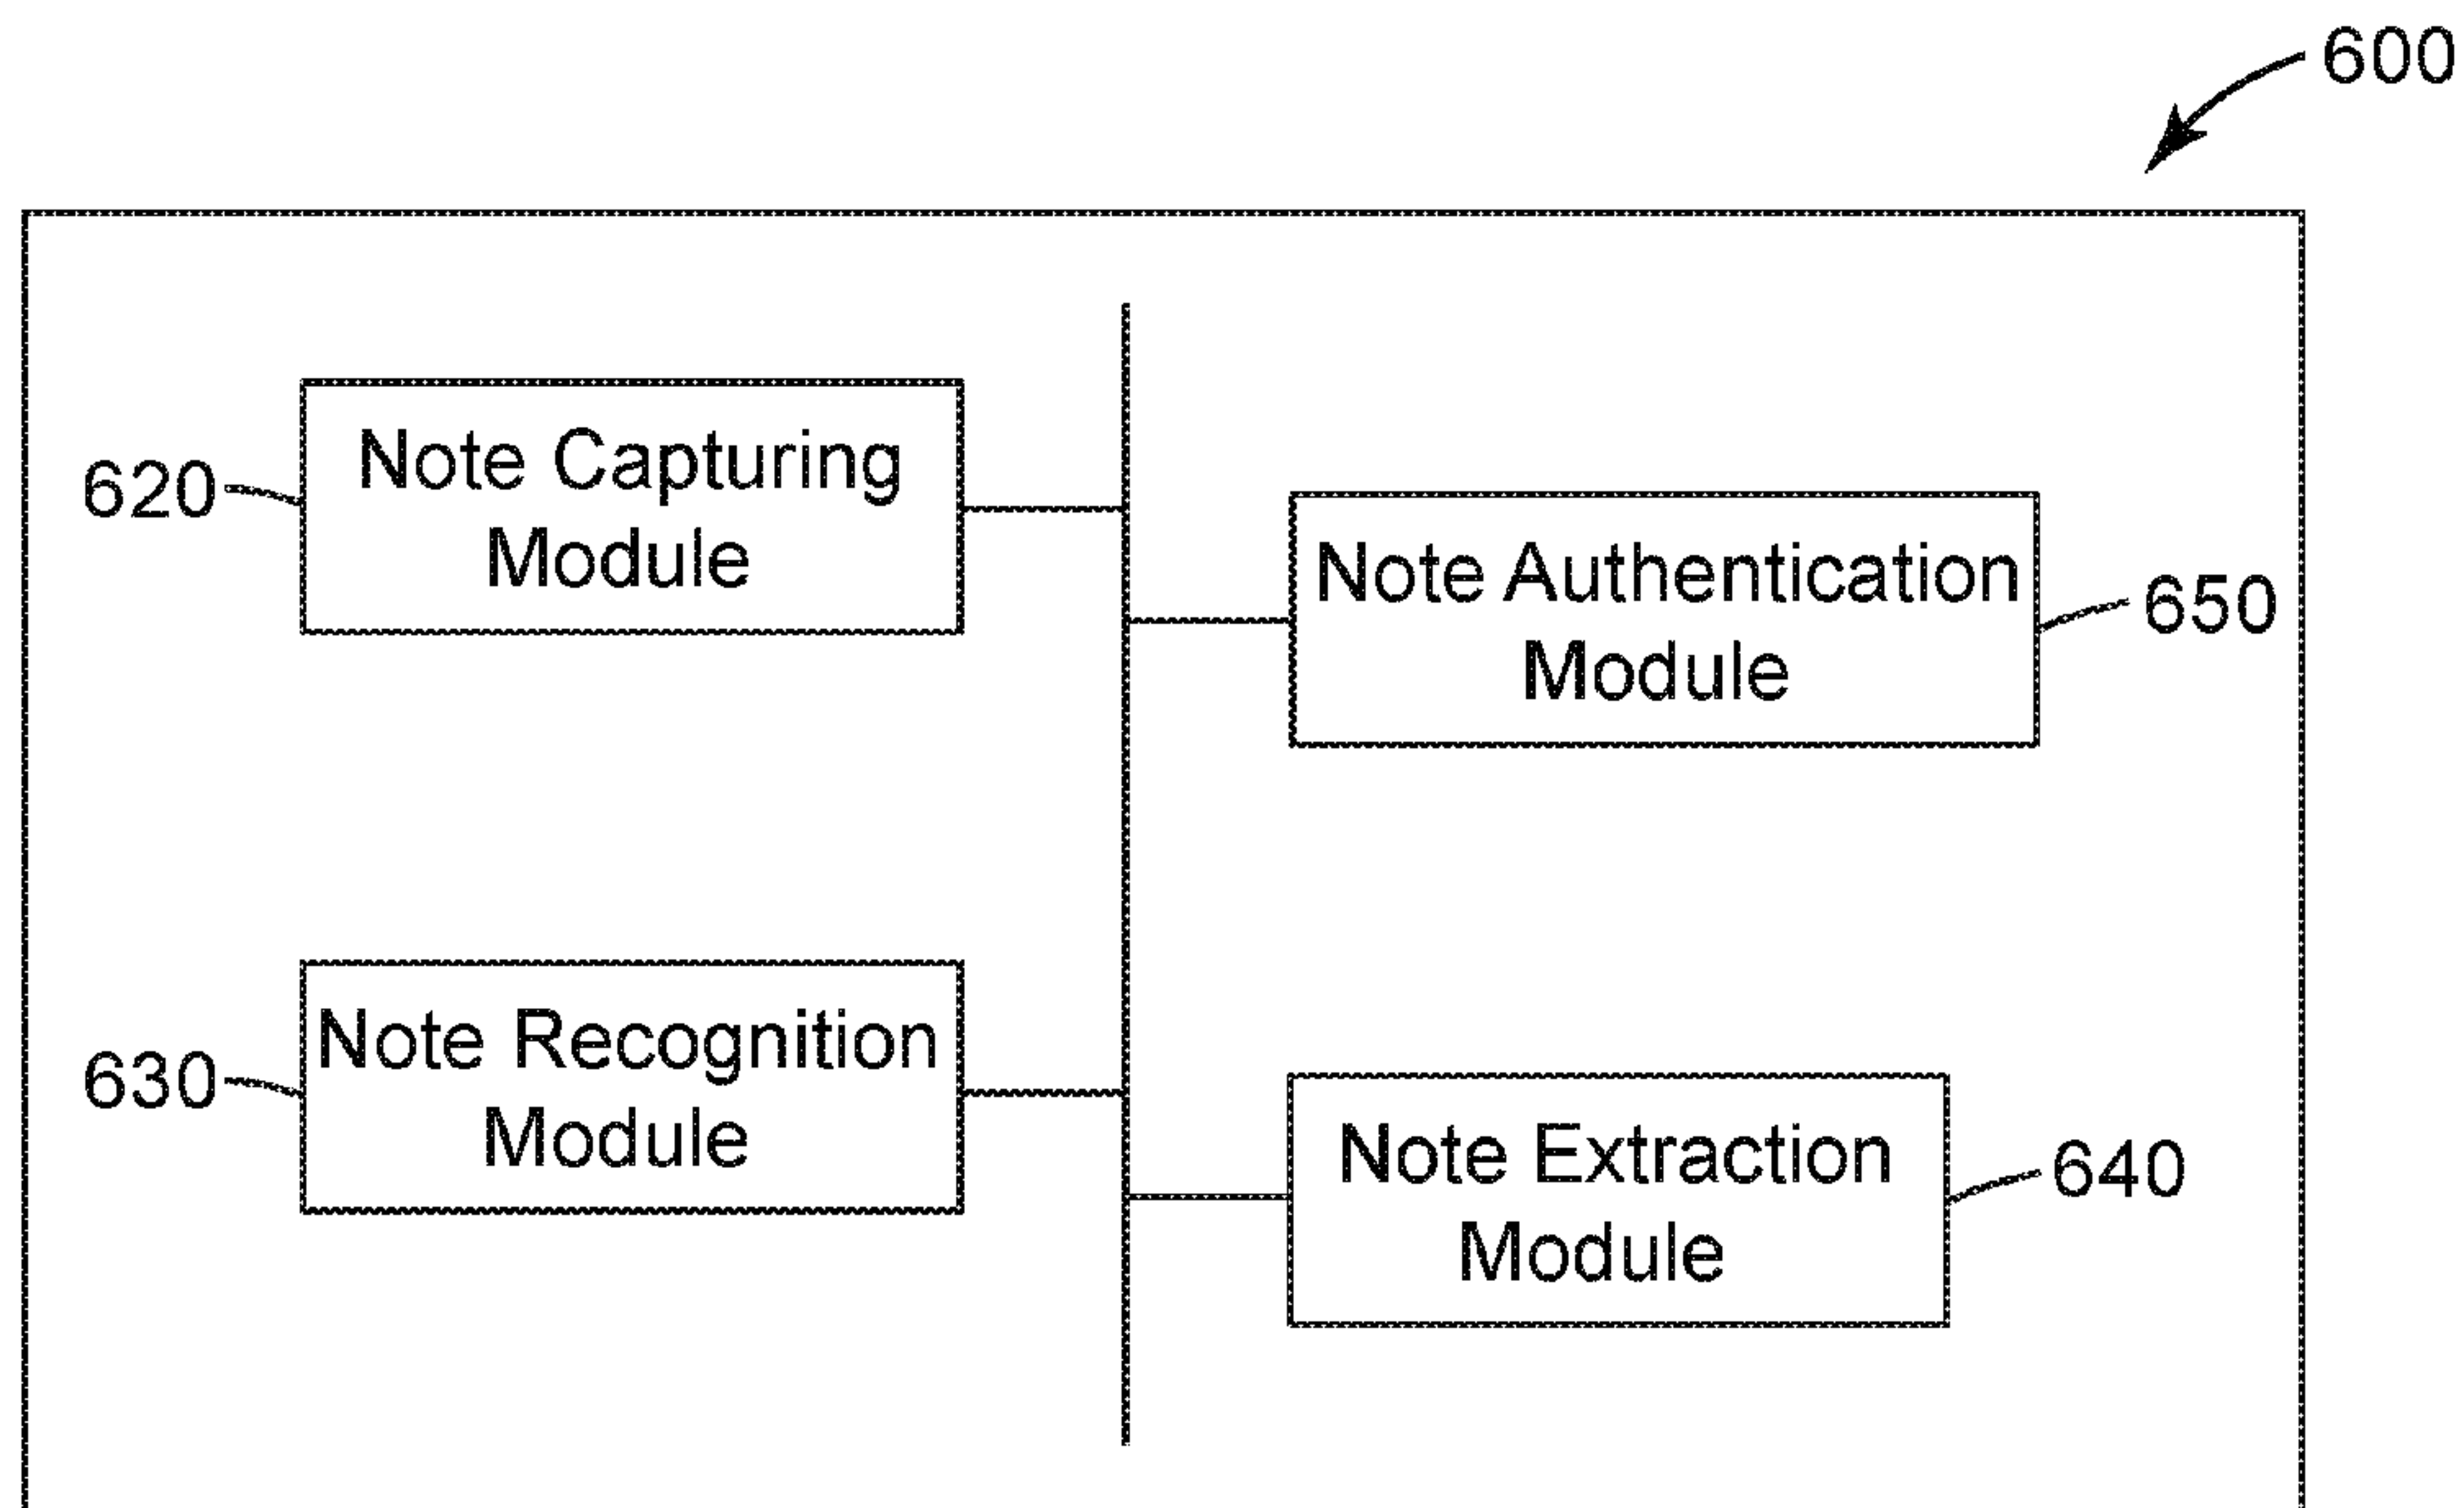 600
620
Note Capturing
Module
Note Authentication
Module
650
630
Note Recognition
Module
Note Extraction
Module
640